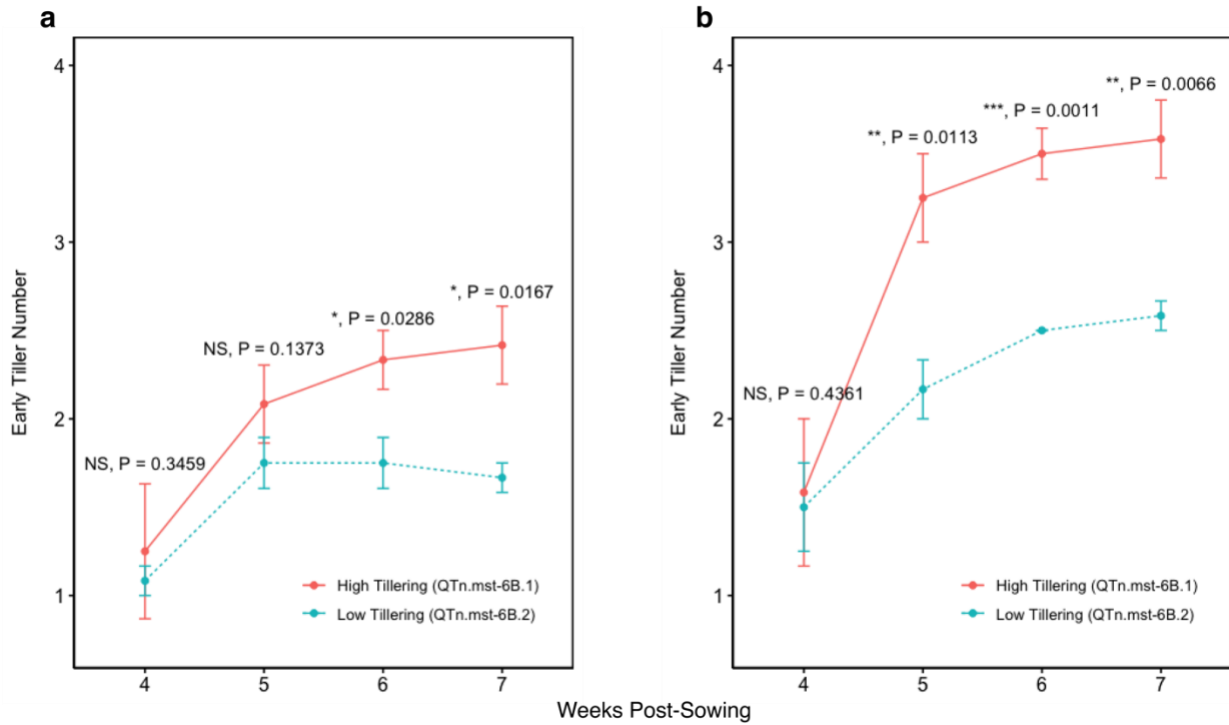 a
4
3
2
1
Early Tiller Number
NS, P = 0.3459
NS, P = 0.1373
*, P = 0.0286
*, P = 0.0167
High Tillering (QTn.mst-6B.1)
Low Tillering (QTn.mst-6B.2)
4 5 6 7
b
4
3
2
1
Early Tiller Number
NS, P = 0.4361
**, P = 0.0113
***, P = 0.0011
**, P = 0.0066
High Tillering (QTn.mst-6B.1)
Low Tillering (QTn.mst-6B.2)
4 5 6 7
Weeks Post-Sowing